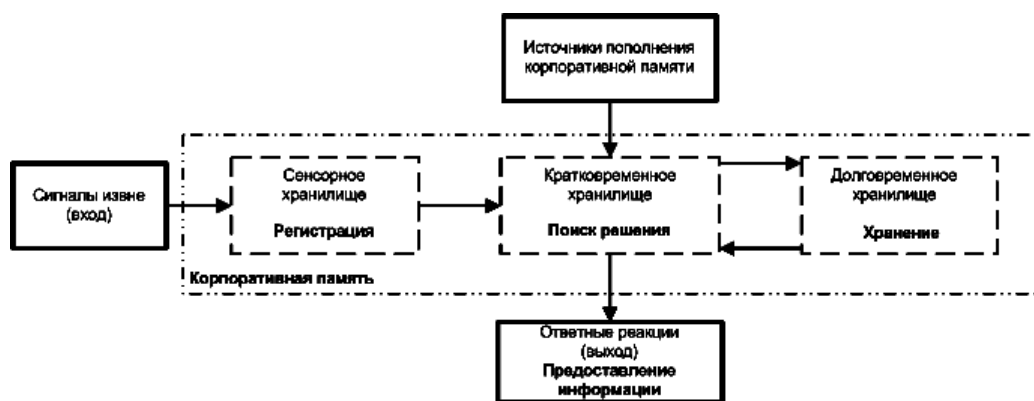 Источники пополнения
корпоративной памяти
Сигналы извне
(вход)
Сенсорное
хранилище
Регистрация
Кратковременное
хранилище
Поиск решения
Долговременное
хранилище
Хранение
Корпоративная память
Ответные реакции
(выход)
Предоставление
информации